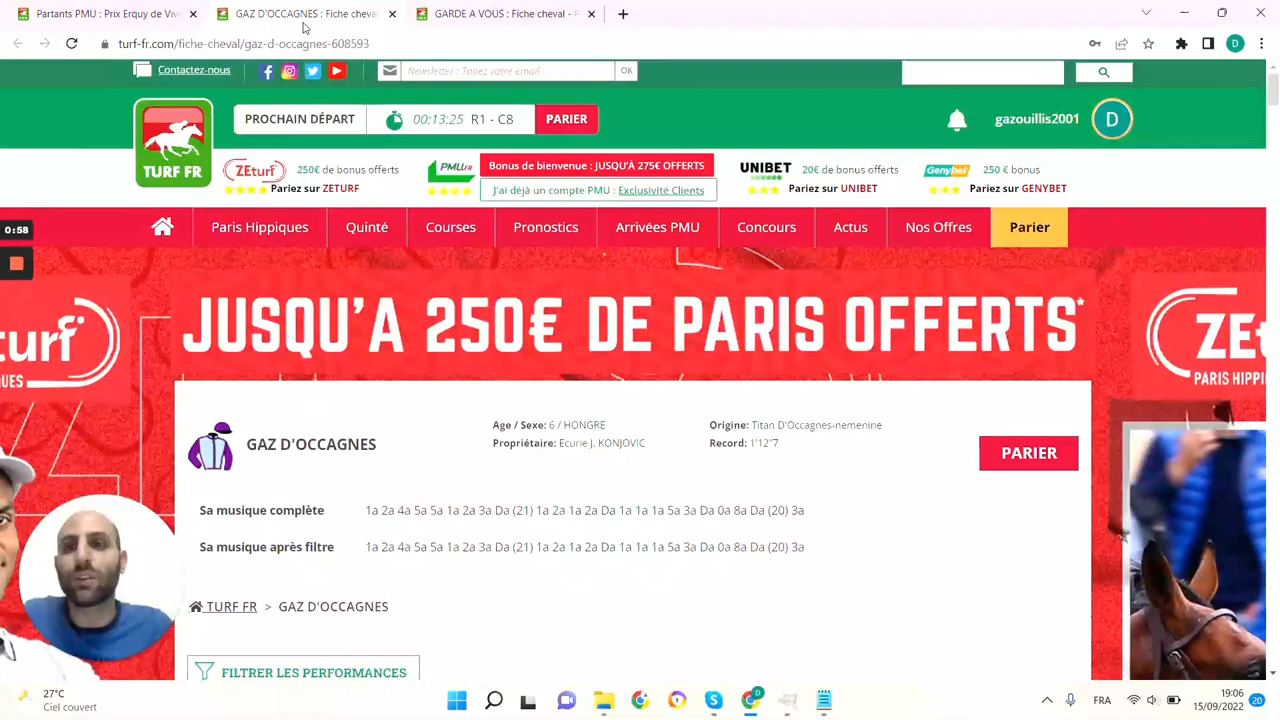 Partants PMU : Prix Erquy de Viv
GAZ D'OCCAGNES : Fiche cheva
GARDE A VOUS : Fiche cheval - F
turf-fr.com/fiche-cheval/gaz-d-occagnes-608593
D
Contactez-nous
Newsletter : Tapez votre email
OK
PROCHAIN DÉPART
00:13:25 R1 - C8
PARIER
gazouillis2001
D
TURF FR
ZEturf
250€ de bonus offerts
Pariez sur ZETURF
PMU.FR
Bonus de bienvenue : JUSQU'À 275€ OFFERTS
J'ai déjà un compte PMU : Exclusivité Clients
UNIBET
20€ de bonus offerts
Pariez sur UNIBET
Genybet
250 € bonus
Pariez sur GENYBET
0:58
Paris Hippiques
Quinté
Courses
Pronostics
Arrivées PMU
Concours
Actus
Nos Offres
Parier
JUSQU'A 250€ DE PARIS OFFERTS*
turf
QUES
ZE
PARIS HIPPI
GAZ D'OCCAGNES
Age / Sexe: 6 / HONGRE
Propriétaire: Ecurie J. KONJOVIC
Origine: Titan D'Occagnes-nemenine
Record: 1'12"7
PARIER
Sa musique complète
1a 2a 4a 5a 5a 1a 2a 3a Da (21) 1a 2a 1a 2a Da 1a 1a 1a 5a 3a Da 0a 8a Da (20) 3a
Sa musique après filtre
1a 2a 4a 5a 5a 1a 2a 3a Da (21) 1a 2a 1a 2a Da 1a 1a 1a 5a 3a Da 0a 8a Da (20) 3a
TURF FR > GAZ D'OCCAGNES
FILTRER LES PERFORMANCES
27°C
Ciel couvert
D
FRA
19:06
15/09/2022
20